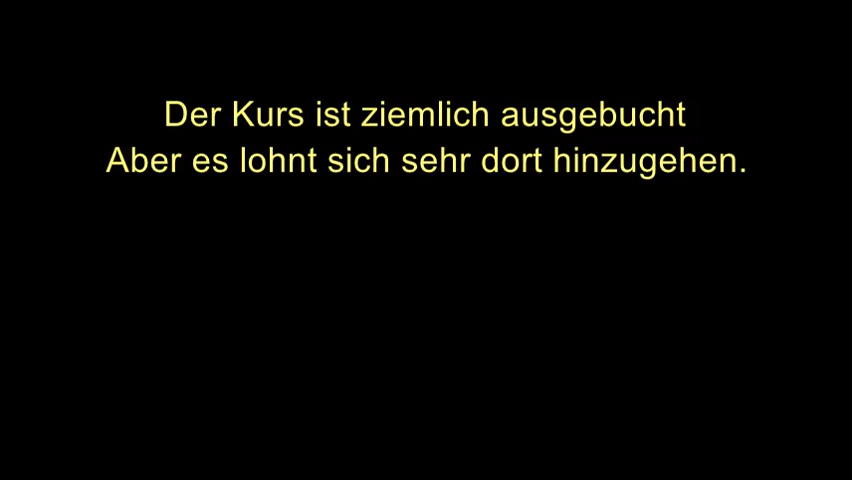 Der Kurs ist ziemlich ausgebucht
Aber es lohnt sich sehr dort hinzugehen.